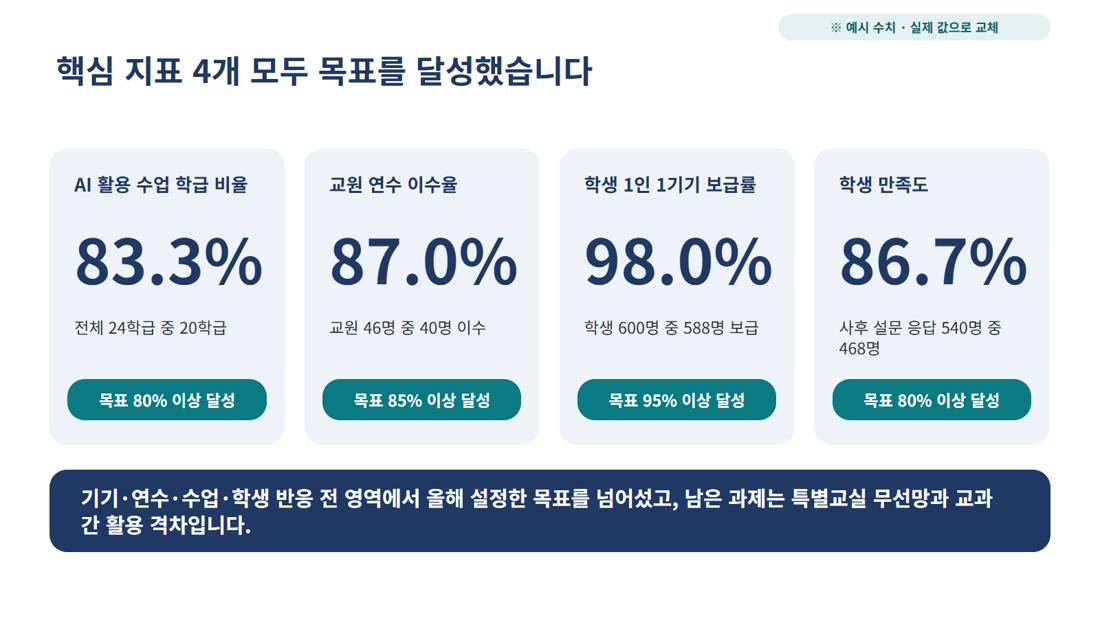 ※ 예시 수치 · 실제 값으로 교체
핵심 지표 4개 모두 목표를 달성했습니다
AI 활용 수업 학급 비율
83.3%
전체 24학급 중 20학급
목표 80% 이상 달성
교원 연수 이수율
87.0%
교원 46명 중 40명 이수
목표 85% 이상 달성
학생 1인 1기기 보급률
98.0%
학생 600명 중 588명 보급
목표 95% 이상 달성
학생 만족도
86.7%
사후 설문 응답 540명 중
468명
목표 80% 이상 달성
기기·연수·수업·학생 반응 전 영역에서 올해 설정한 목표를 넘어섰고, 남은 과제는 특별교실 무선망과 교과
간 활용 격차입니다.